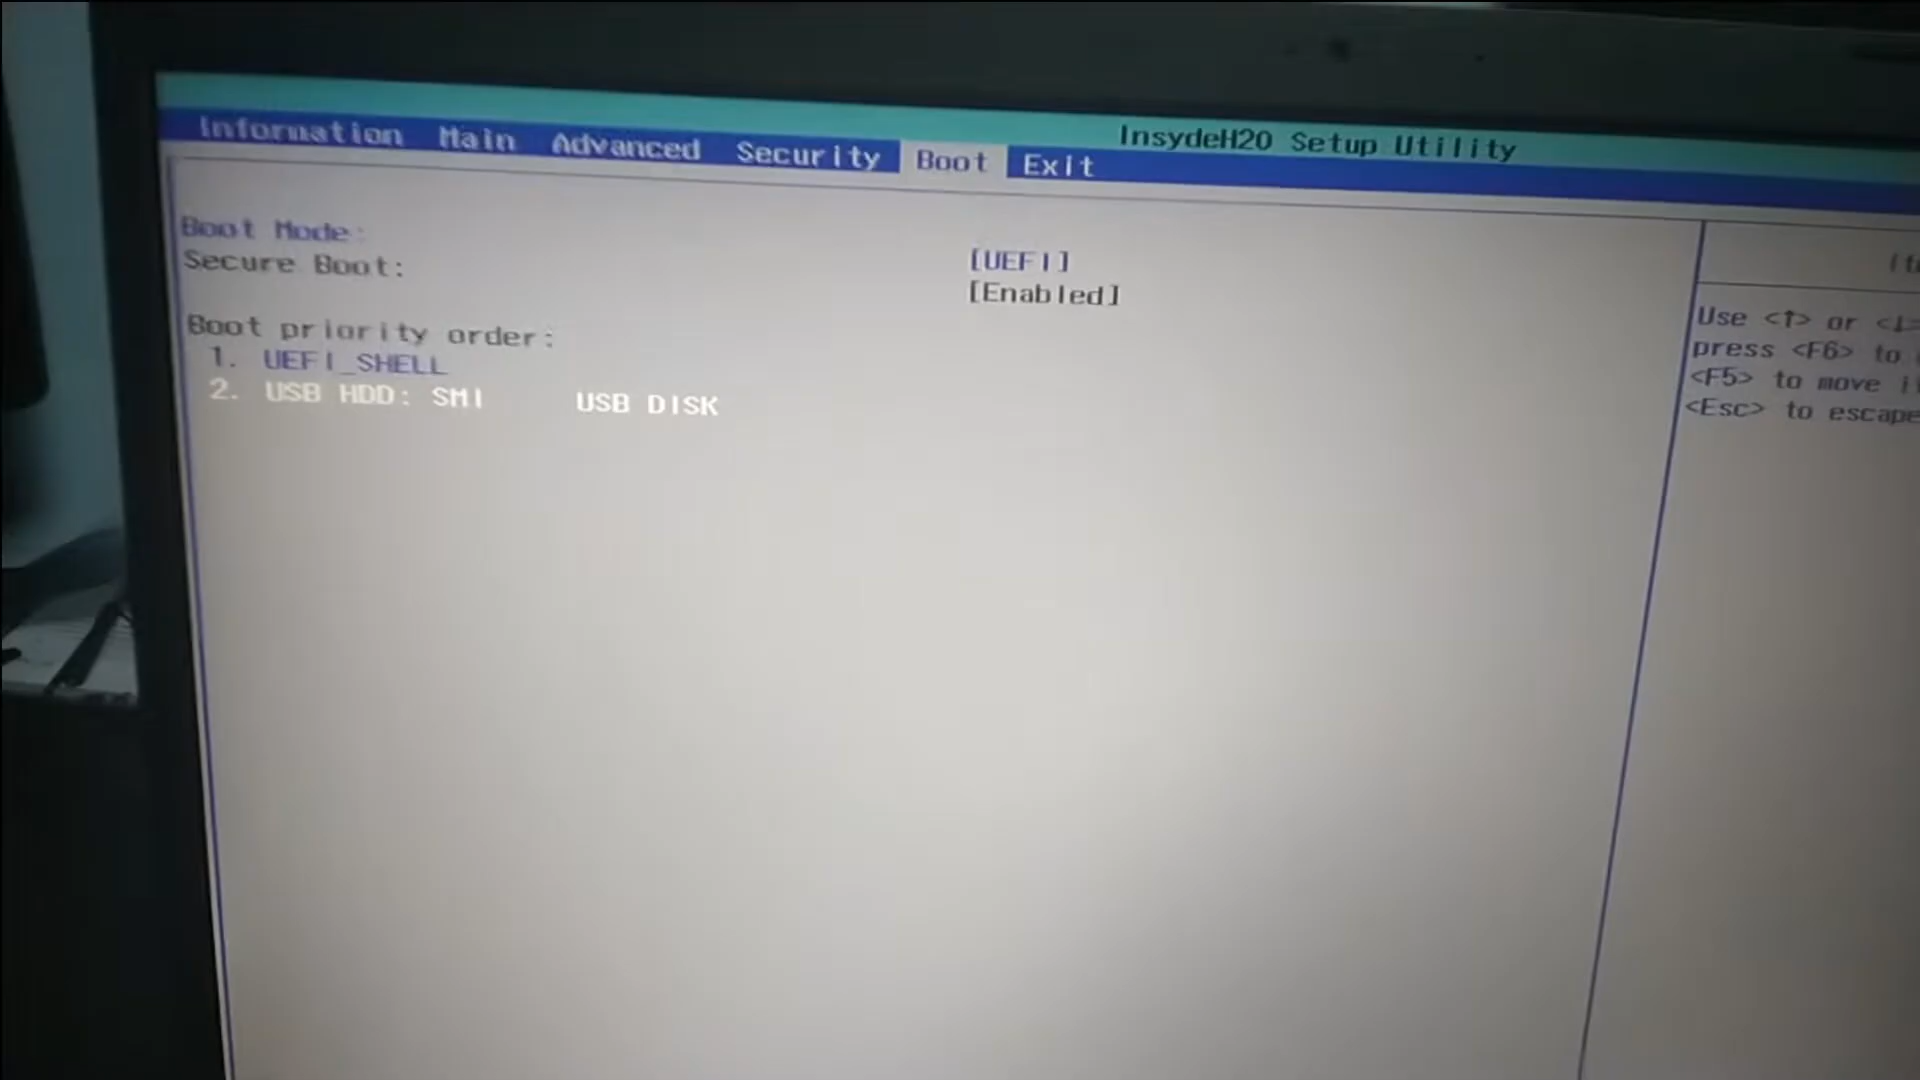 InsydeH20 Setup Utility
Information Main Advanced Security Boot Exit
Boot Mode: [UEFI]
Secure Boot: [Enabled]
Boot priority order:
1. UEFI_SHELL
2. USB HDD: SMI USB DISK
Use <↑> or <↓
press <F6> to
<F5> to move i
<Esc> to escape